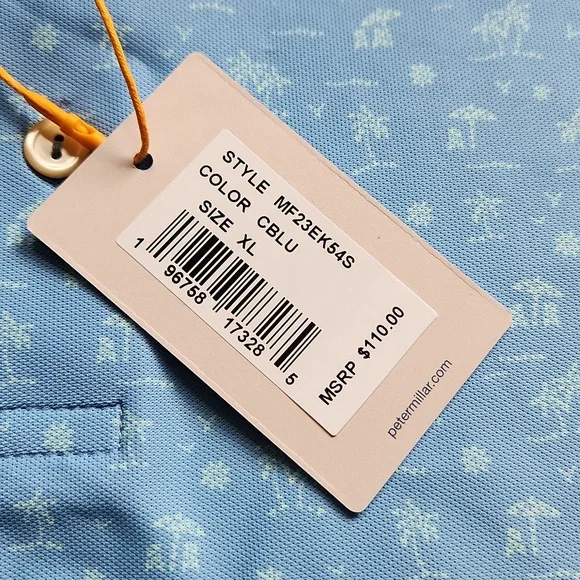 STYLE MF23EK54S
COLOR CBLU
SIZE XL
1 96758 17328 5
MSRP $110.00
petermillar.com